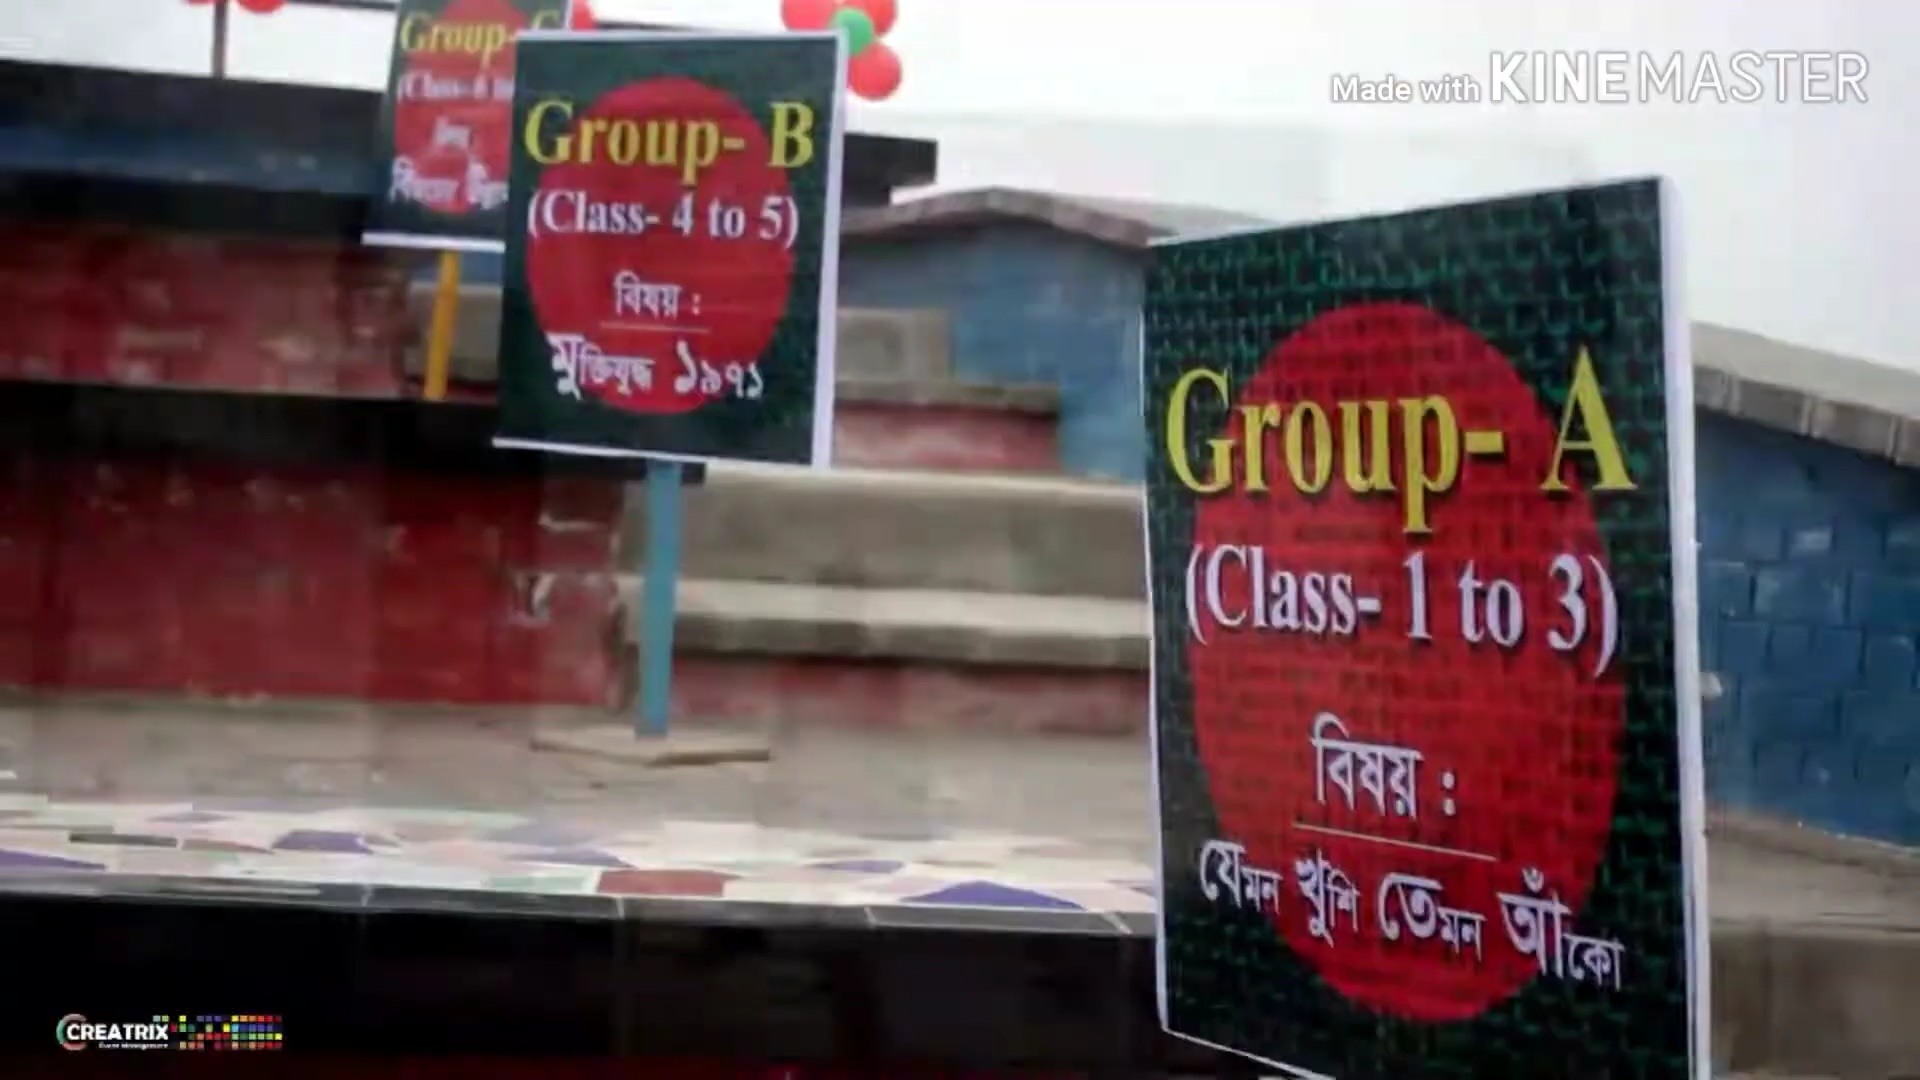 Made with KINEMASTER
Group-
Group- B
(Class- 4 to 5)
বিষয় :
মুক্তিযুদ্ধ ১৯৭১
Group- A
(Class- 1 to 3)
বিষয় :
যেমন খুশি তেমন আঁকো
CREATRIX